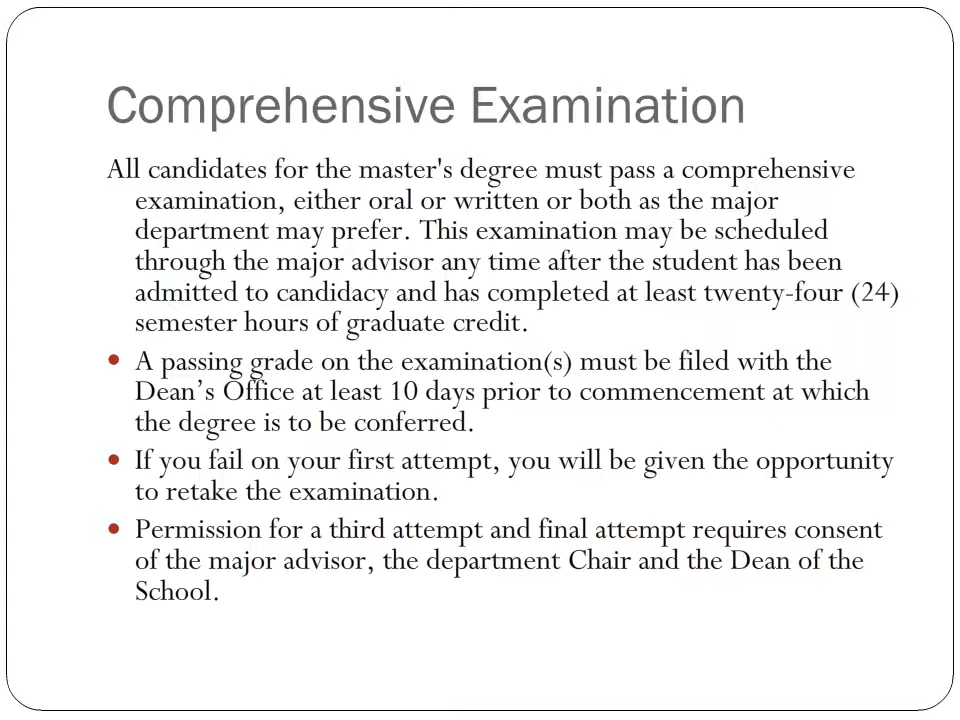 Comprehensive Examination
All candidates for the master's degree must pass a comprehensive
examination, either oral or written or both as the major
department may prefer. This examination may be scheduled
through the major advisor any time after the student has been
admitted to candidacy and has completed at least twenty-four (24)
semester hours of graduate credit.
• A passing grade on the examination(s) must be filed with the
Dean’s Office at least 10 days prior to commencement at which
the degree is to be conferred.
• If you fail on your first attempt, you will be given the opportunity
to retake the examination.
• Permission for a third attempt and final attempt requires consent
of the major advisor, the department Chair and the Dean of the
School.